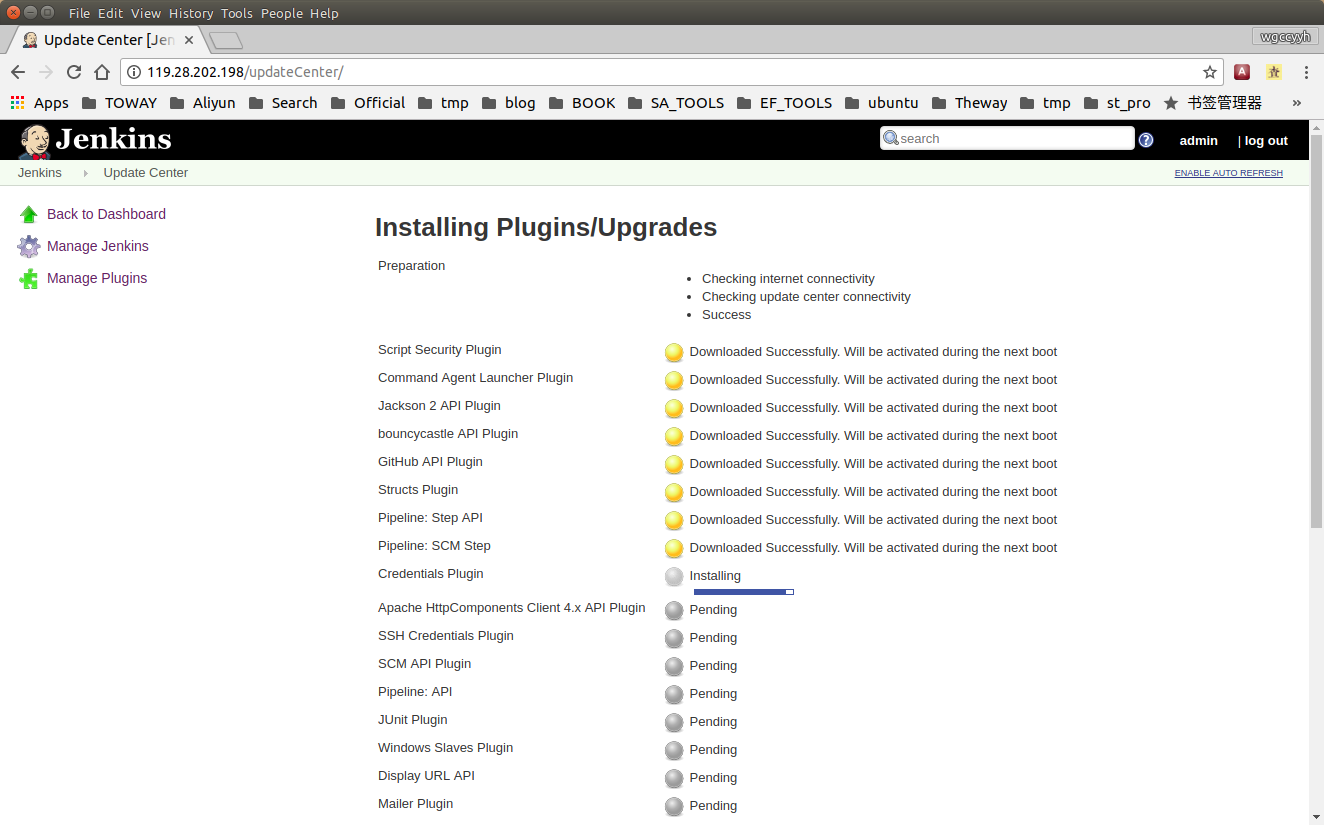 File Edit View History Tools People Help
Update Center [Jen
wgccyyh
119.28.202.198/updateCenter/
A
Apps TOWAY Aliyun Search Official tmp blog BOOK SA_TOOLS EF_TOOLS ubuntu Theway tmp st_pro 书签管理器 »
Jenkins
search
? admin | log out
Jenkins Update Center
ENABLE AUTO REFRESH
Back to Dashboard
Manage Jenkins
Manage Plugins
Installing Plugins/Upgrades
Preparation
• Checking internet connectivity
• Checking update center connectivity
• Success
Script Security Plugin Downloaded Successfully. Will be activated during the next boot
Command Agent Launcher Plugin Downloaded Successfully. Will be activated during the next boot
Jackson 2 API Plugin Downloaded Successfully. Will be activated during the next boot
bouncycastle API Plugin Downloaded Successfully. Will be activated during the next boot
GitHub API Plugin Downloaded Successfully. Will be activated during the next boot
Structs Plugin Downloaded Successfully. Will be activated during the next boot
Pipeline: Step API Downloaded Successfully. Will be activated during the next boot
Pipeline: SCM Step Downloaded Successfully. Will be activated during the next boot
Credentials Plugin Installing
Apache HttpComponents Client 4.x API Plugin Pending
SSH Credentials Plugin Pending
SCM API Plugin Pending
Pipeline: API Pending
JUnit Plugin Pending
Windows Slaves Plugin Pending
Display URL API Pending
Mailer Plugin Pending